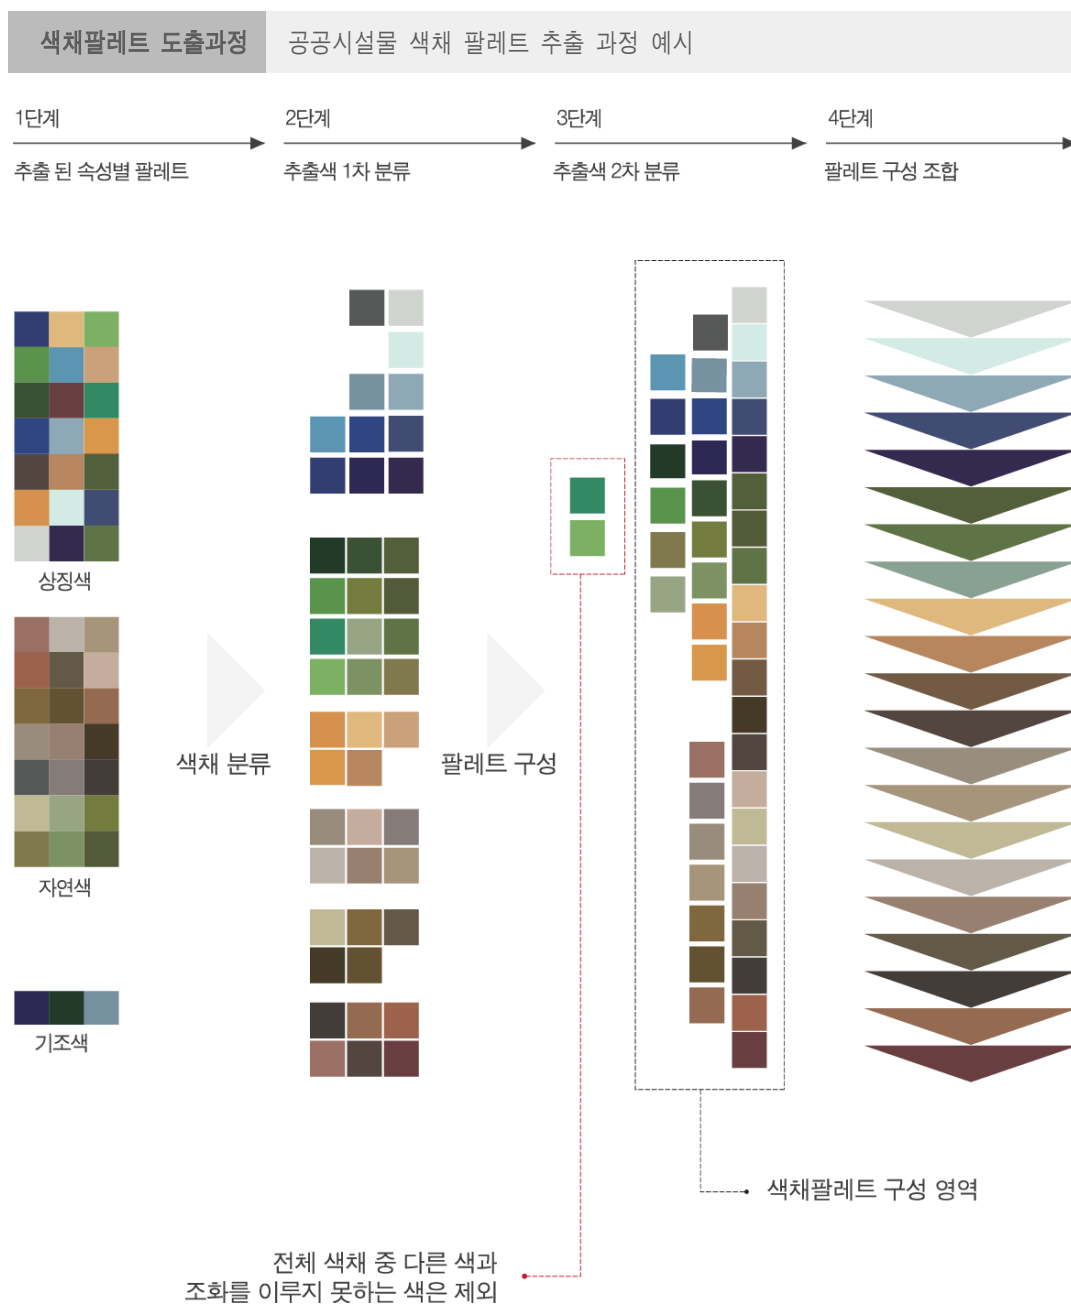 색채팔레트 도출과정
공공시설물 색채 팔레트 추출 과정 예시
1단계
추출 된 속성별 팔레트
2단계
추출색 1차 분류
3단계
추출색 2차 분류
4단계
팔레트 구성 조합
상징색
자연색
기조색
색채 분류
팔레트 구성
색채팔레트 구성 영역
전체 색채 중 다른 색과
조화를 이루지 못하는 색은 제외